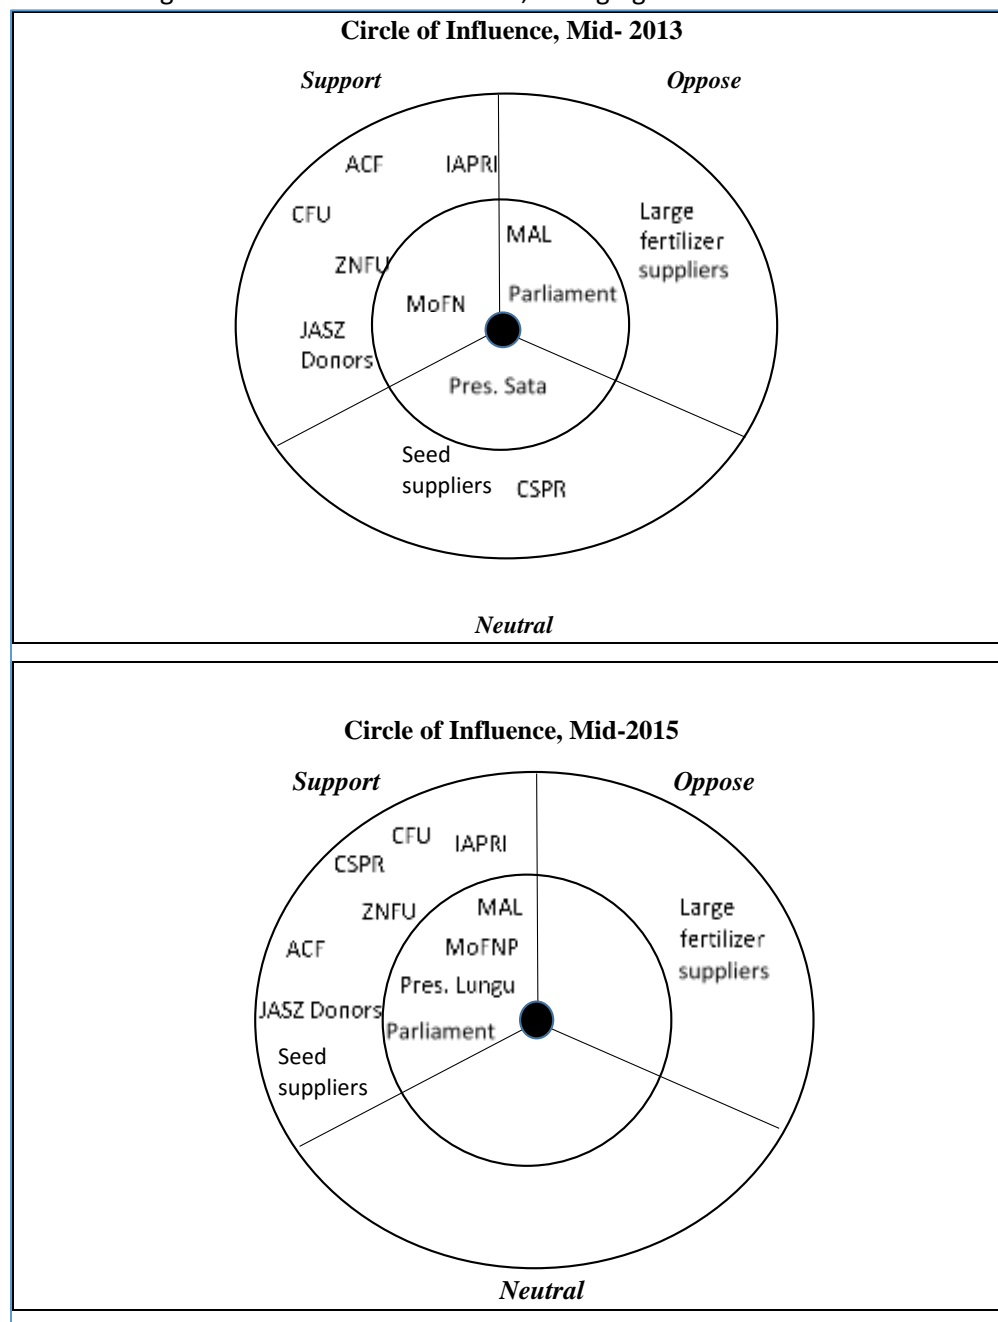 Circle of Influence, Mid- 2013
Support
Oppose
ACF
IAPRI
CFU
Large
fertilizer
suppliers
MAL
ZNFU
Parliament
MoFN
JASZ
Donors
Pres. Sata
Seed
suppliers
CSPR
Neutral
Circle of Influence, Mid-2015
Support
Oppose
CFU
IAPRI
CSPR
ZNFU
MAL
Large
fertilizer
suppliers
ACF
MoFNP
Pres. Lungu
JASZ Donors
Parliament
Seed
suppliers
Neutral